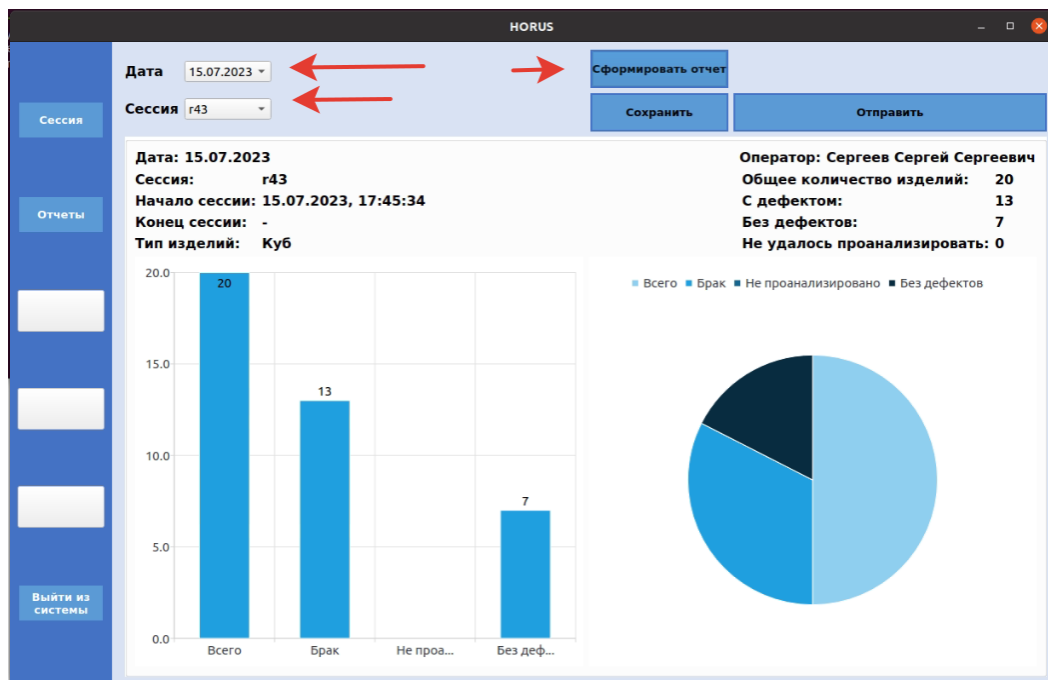 HORUS
Дата 15.07.2023
Сформировать отчет
Сессия r43
Сохранить
Отправить
Сессия
Отчеты
Выйти из
системы
Дата: 15.07.2023
Сессия: r43
Начало сессии: 15.07.2023, 17:45:34
Конец сессии: -
Тип изделий: Куб
Оператор: Сергеев Сергей Сергеевич
Общее количество изделий: 20
С дефектом: 13
Без дефектов: 7
Не удалось проанализировать: 0
20.0
15.0
10.0
5.0
0.0
20
13
7
Всего Брак Не проа... Без деф...
Всего Брак Не проанализировано Без дефектов